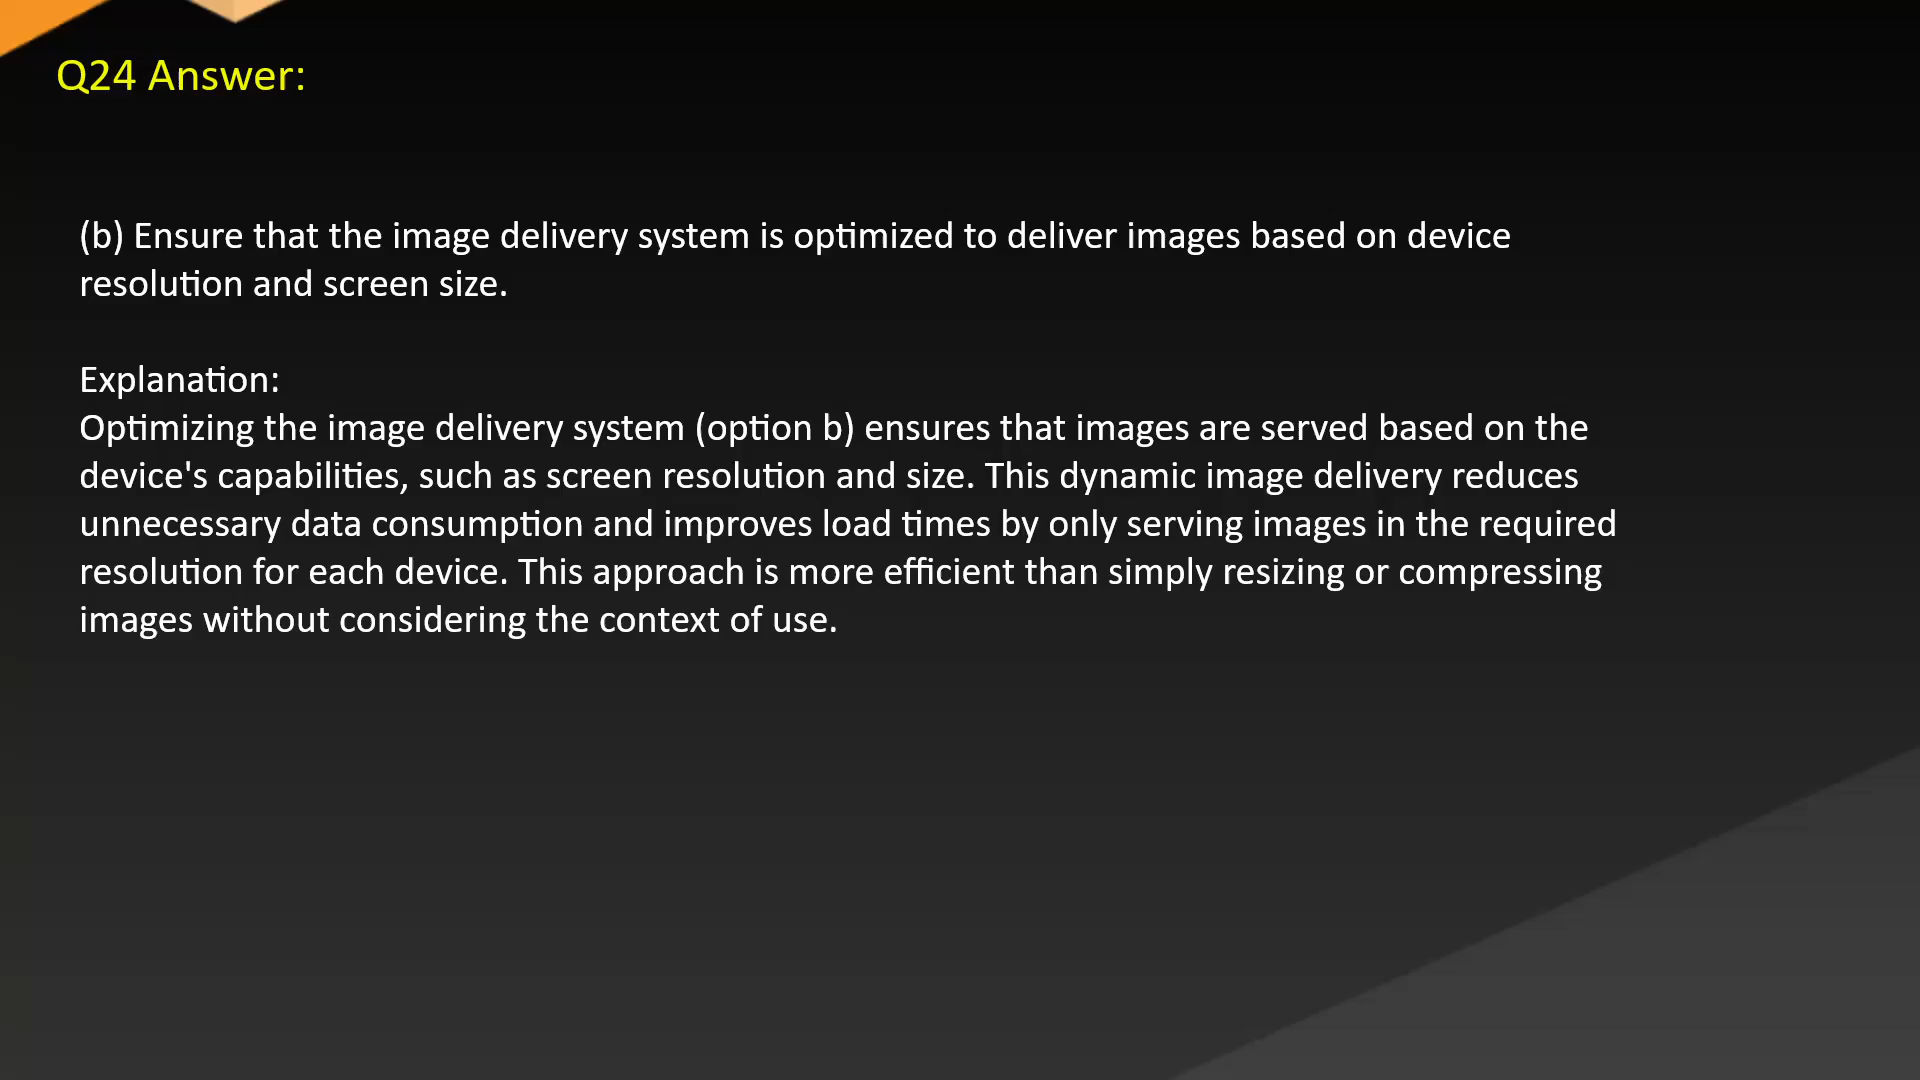 Q24 Answer:
(b) Ensure that the image delivery system is optimized to deliver images based on device
resolution and screen size.
Explanation:
Optimizing the image delivery system (option b) ensures that images are served based on the
device's capabilities, such as screen resolution and size. This dynamic image delivery reduces
unnecessary data consumption and improves load times by only serving images in the required
resolution for each device. This approach is more efficient than simply resizing or compressing
images without considering the context of use.